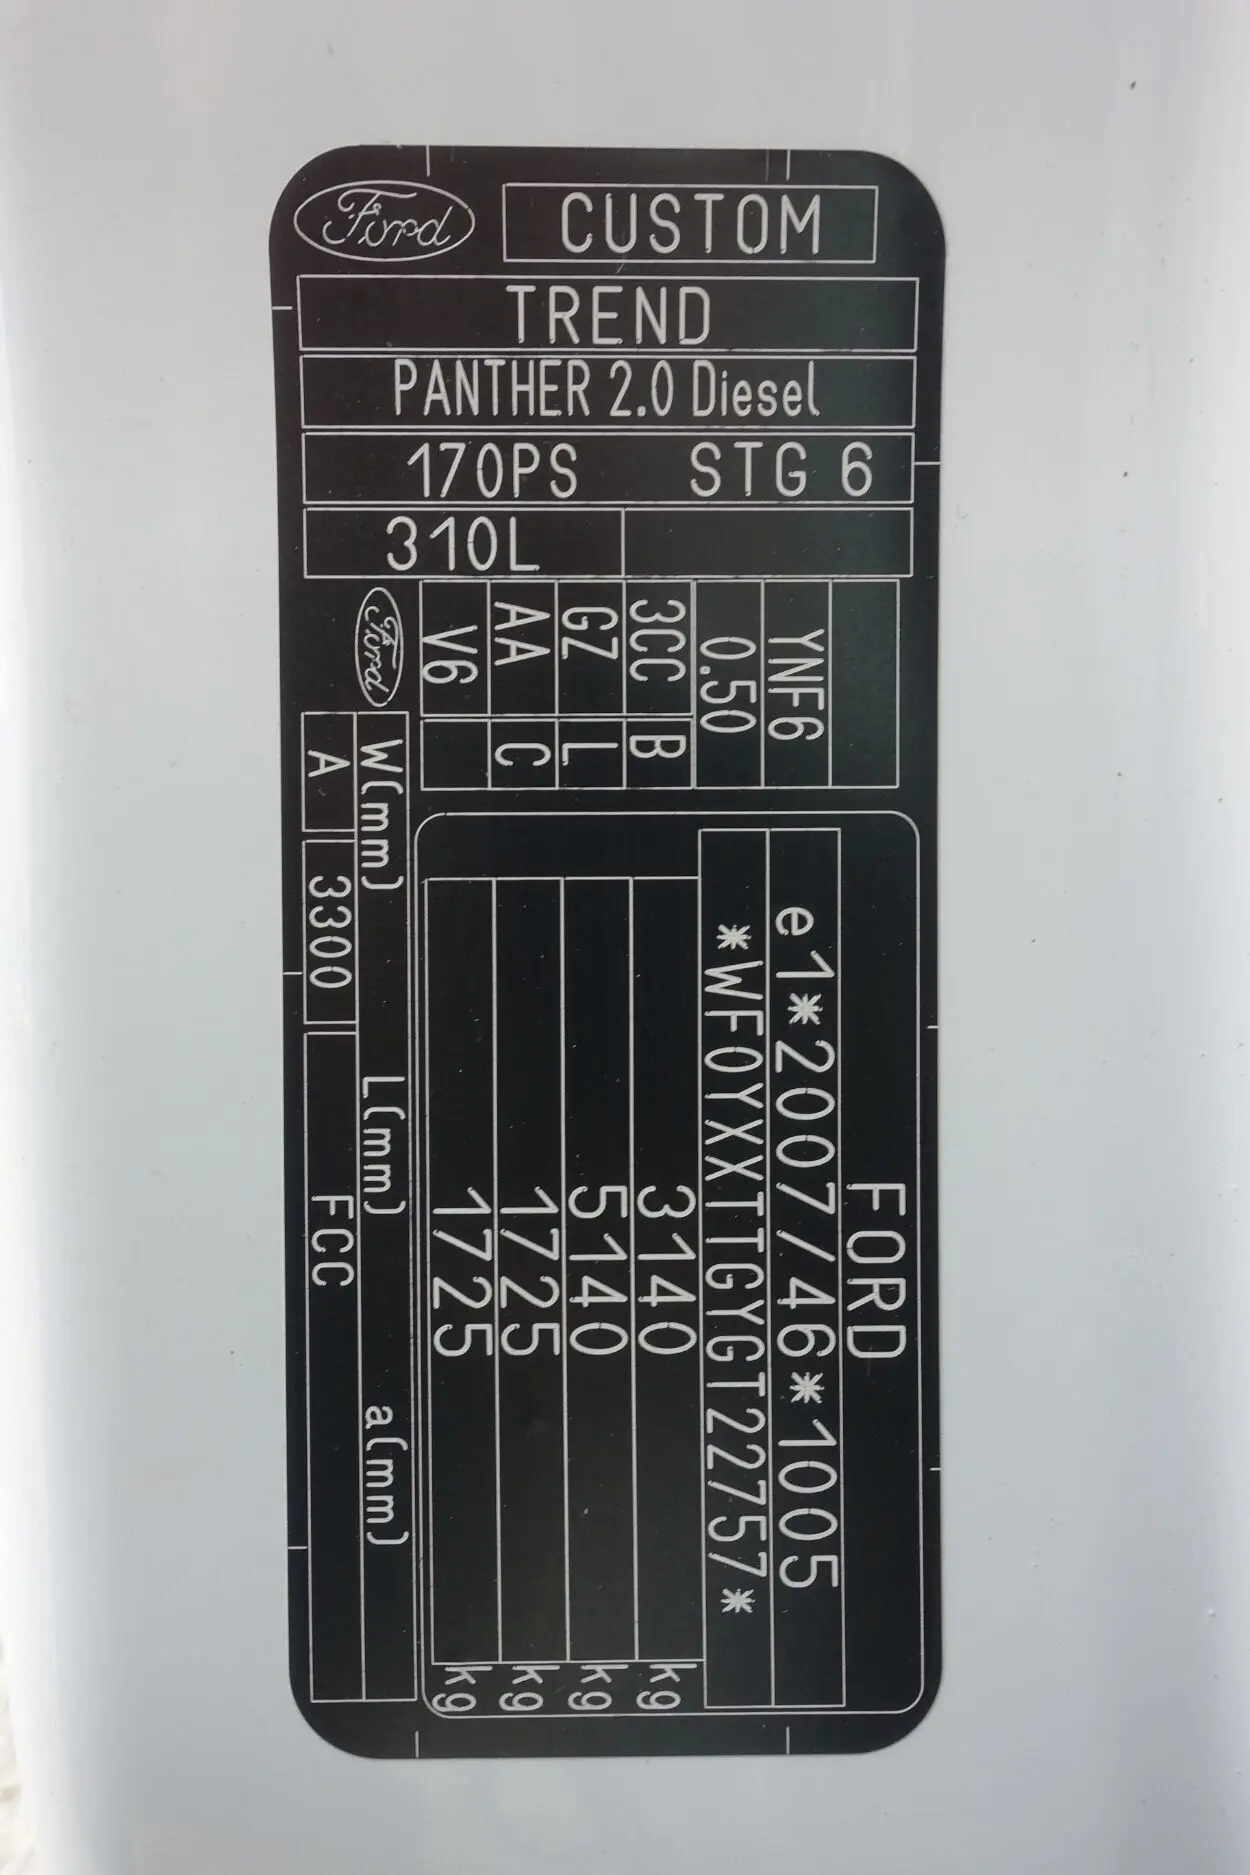 Ford CUSTOM
TREND
PANTHER 2.0 Diesel
170PS STG 6
310L
YNF6
0.50
3CC B
GZ L
AA C
V6
Ford
FORD
e1*2007/46*1005
*WF0YXXTTGYGT22757*
3140 kg
5140 kg
1725 kg
1725 kg
W(mm) L(mm) a(mm)
A 3300 FCC